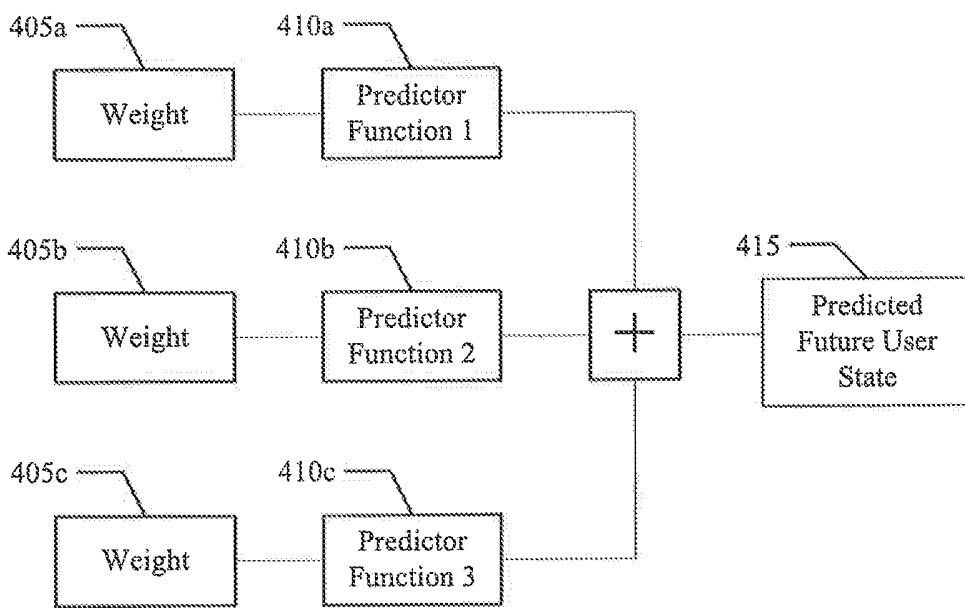 405a
410a
Weight
Predictor
Function 1
405b
410b
415
Weight
Predictor
Function 2
+
Predicted
Future User
State
405c
410c
Weight
Predictor
Function 3